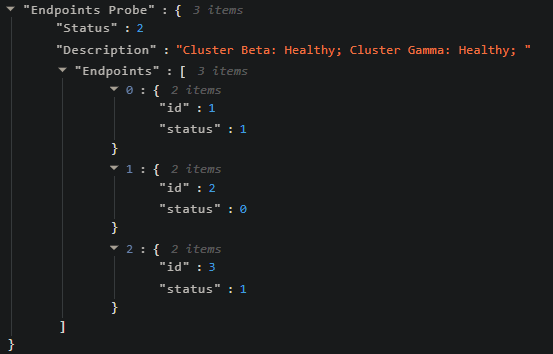 "Endpoints Probe" : { 3 items
"Status" : 2
"Description" : "Cluster Beta: Healthy; Cluster Gamma: Healthy; "
"Endpoints" : [ 3 items
0 : { 2 items
"id" : 1
"status" : 1
}
1 : { 2 items
"id" : 2
"status" : 0
}
2 : { 2 items
"id" : 3
"status" : 1
}
]
}